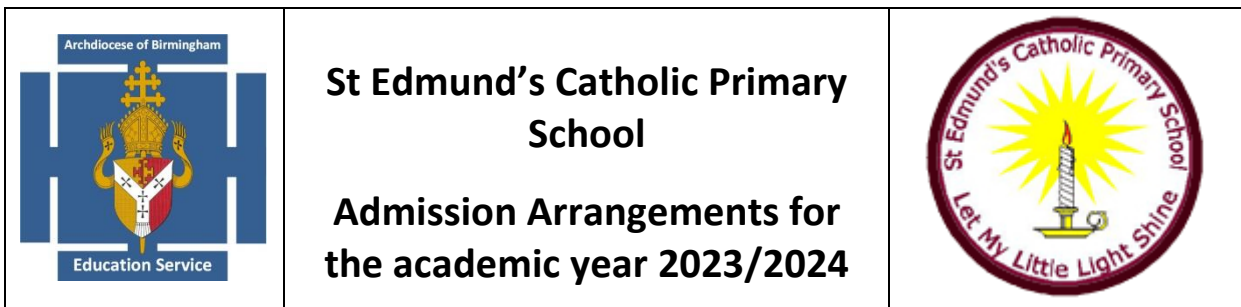 Archdiocese of Birmingham
Education Service
St Edmund’s Catholic Primary
School
Admission Arrangements for
the academic year 2023/2024
St Edmund's Catholic Primary School
Let My Little Light Shine